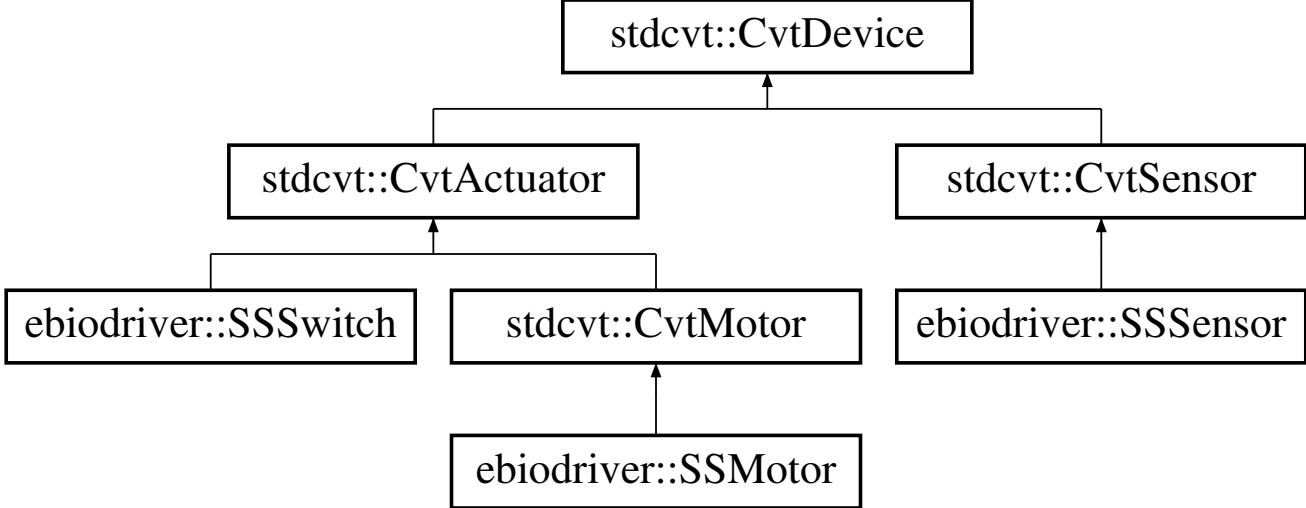 stdcvt::CvtDevice
stdcvt::CvtActuator
stdcvt::CvtSensor
ebiodriver::SSSwitch
stdcvt::CvtMotor
ebiodriver::SSSensor
ebiodriver::SSMotor